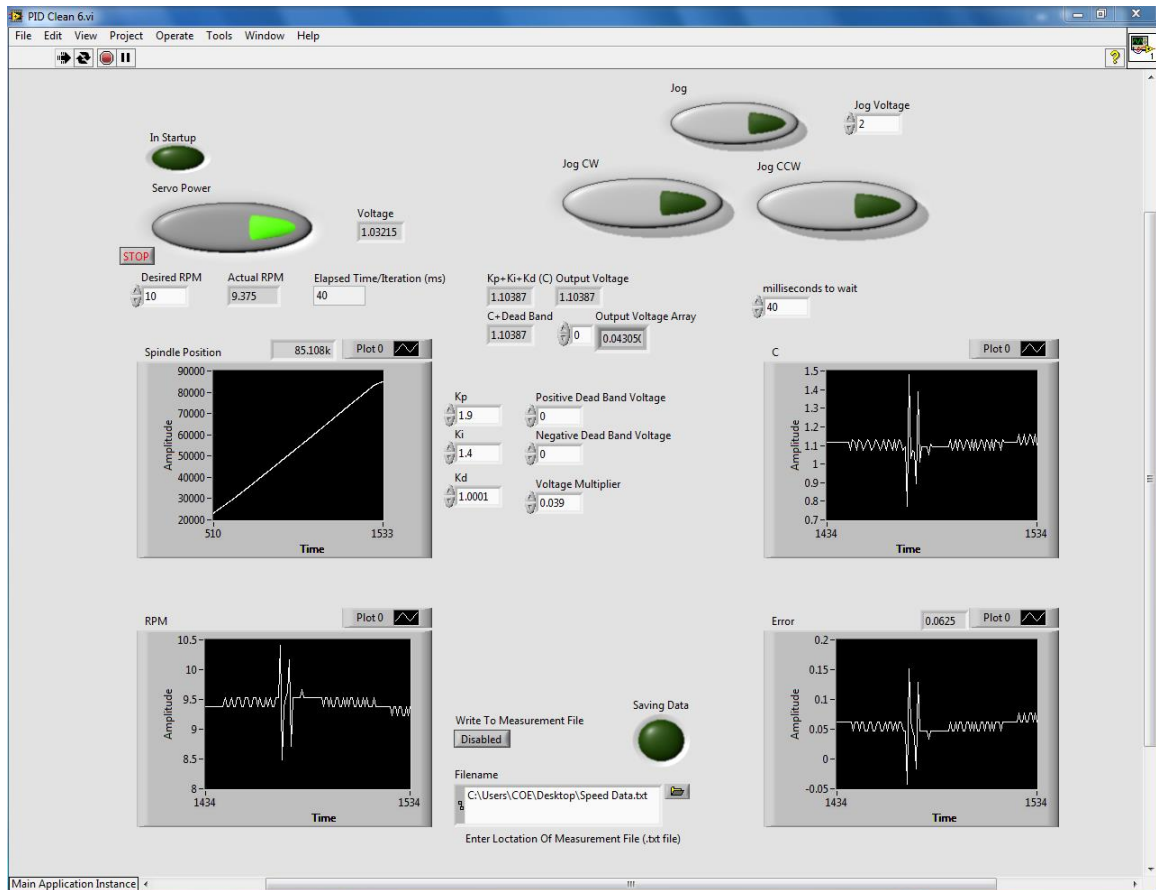 PID Clean 6.vi
File Edit View Project Operate Tools Window Help
1
Jog
Jog Voltage
2
In Startup
Jog CW
Jog CCW
Servo Power
Voltage
1.03215
STOP
Desired RPM
10
Actual RPM
9.375
Elapsed Time/Iteration (ms)
40
Kp+Ki+Kd (C) Output Voltage
1.10387 1.10387
milliseconds to wait
40
C+Dead Band
1.10387
0
Output Voltage Array
Spindle Position
85.108k
Plot 0
90000
80000
70000
60000
50000
40000
30000
20000
Amplitude
510
1533
Time
Kp
1.9
Positive Dead Band Voltage
0
Ki
1.4
Negative Dead Band Voltage
0
Kd
1.0001
Voltage Multiplier
0.039
C
Plot 0
1.5
1.4
1.3
1.2
1.1
1
0.9
0.8
0.7
Amplitude
1434
1534
Time
RPM
Plot 0
10.5
10
9.5
9
8.5
8
Amplitude
1434
1534
Time
Write To Measurement File
Disabled
Saving Data
Filename
C:\Users\COE\Desktop\Speed Data.txt
Enter Loctation Of Measurement File (.txt file)
Error
0.0625
Plot 0
0.2
0.15
0.1
0.05
0
-0.05
Amplitude
1434
1534
Time
Main Application Instance